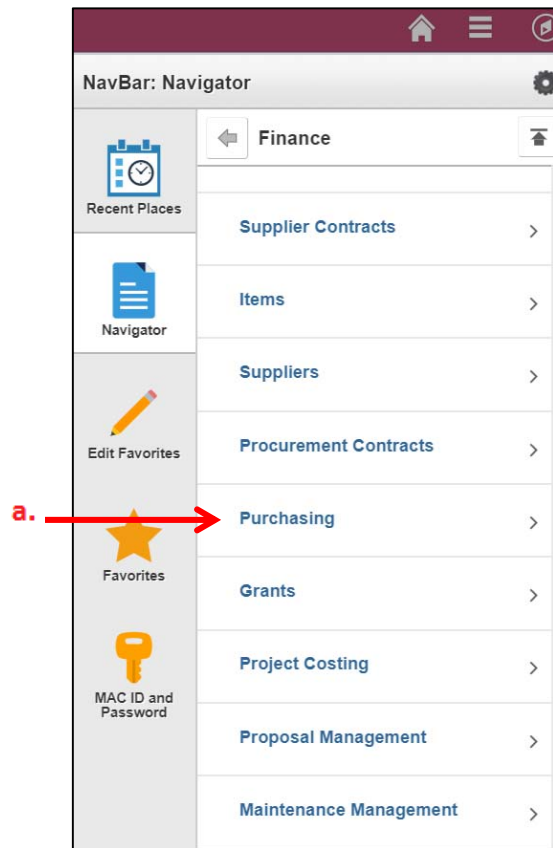 NavBar: Navigator
Finance
Recent Places
Navigator
Edit Favorites
Favorites
MAC ID and
Password
Supplier Contracts
Items
Suppliers
Procurement Contracts
a.
Purchasing
Grants
Project Costing
Proposal Management
Maintenance Management